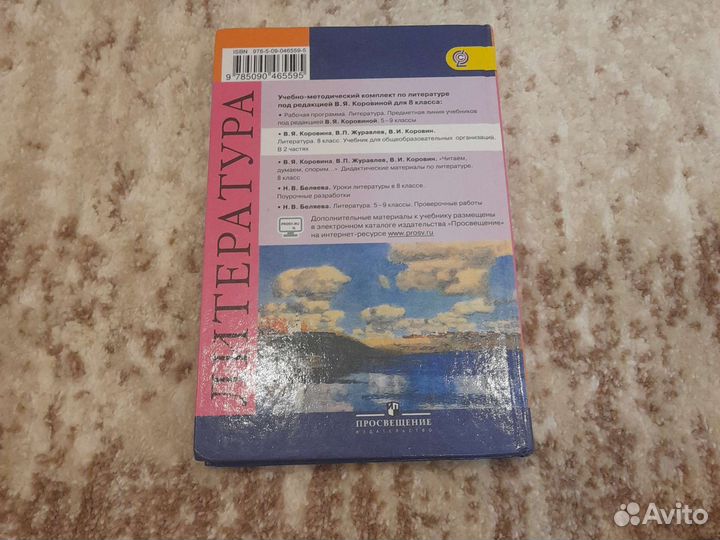 ISBN 978-5-09-046559-5
9 785090 465595
Учебно-методический комплект по литературе
под редакцией В.Я. Коровиной для 8 класса:
• Рабочая программа. Литература. Предметная линия учебников
под редакцией В.Я. Коровиной. 5–9 классы
• В.Я. Коровина, В.П. Журавлев, В.И. Коровин.
Литература. 8 класс. Учебник для общеобразовательных организаций.
В 2 частях
• В.Я. Коровина, В.П. Журавлев, В.И. Коровин. «Читаем,
думаем, спорим...» Дидактические материалы по литературе.
8 класс
• Н.В. Беляева. Уроки литературы в 8 классе.
Поурочные разработки
• Н.В. Беляева. Литература. 5–9 классы. Проверочные работы
PROSV.RU
Дополнительные материалы к учебнику размещены
в электронном каталоге издательства «Просвещение»
на интернет-ресурсе www.prosv.ru
ЛИТЕРАТУРА
ПРОСВЕЩЕНИЕ
ИЗДАТЕЛЬСТВО
Avito